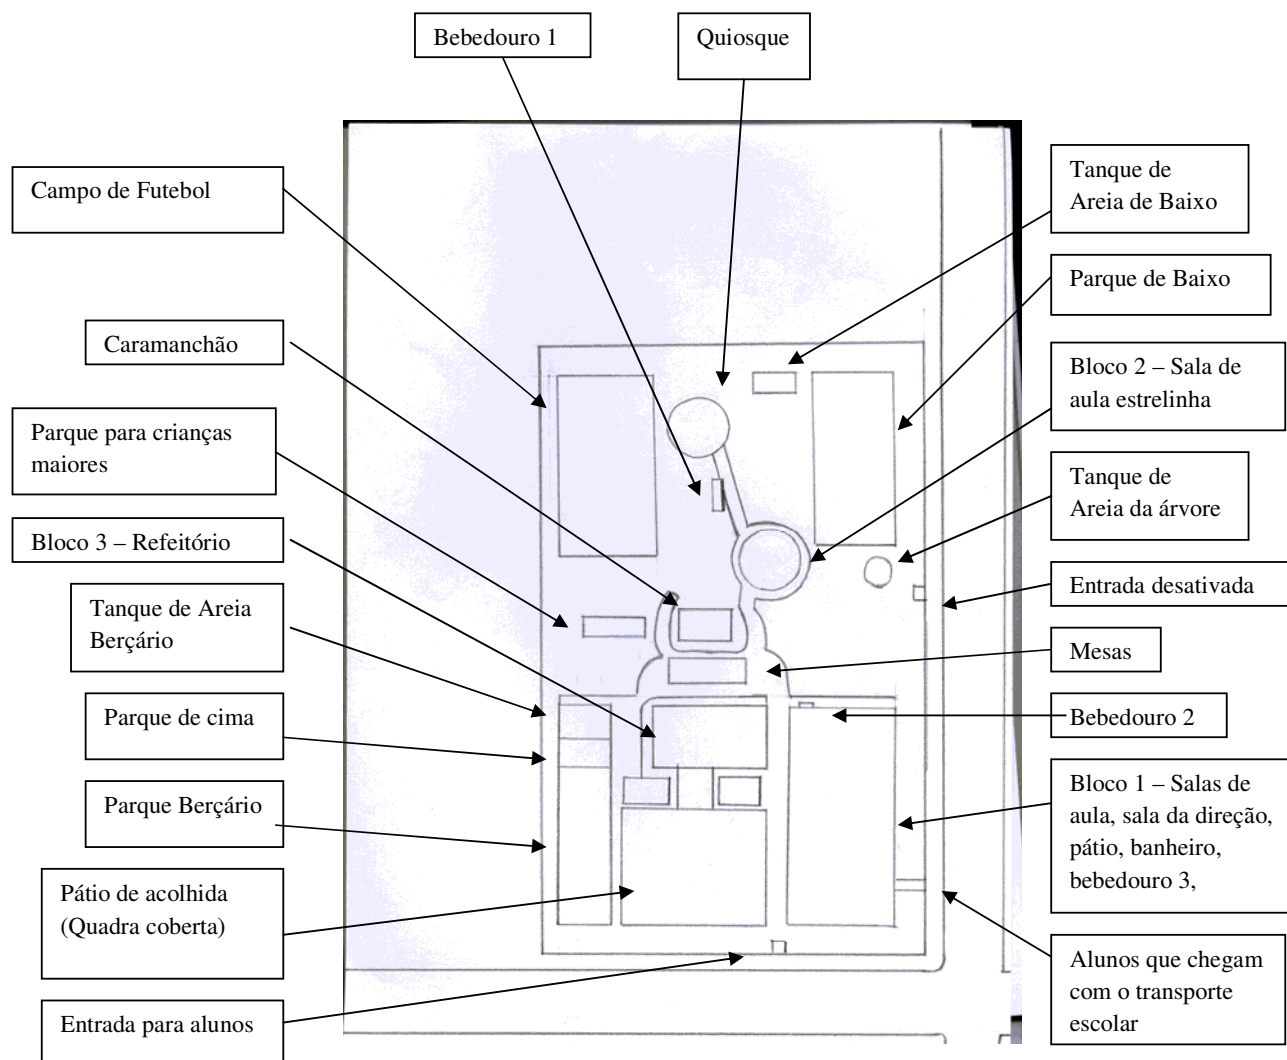 Bebedouro 1
Quiosque
Campo de Futebol
Caramanchão
Parque para crianças
maiores
Bloco 3 – Refeitório
Tanque de Areia
Berçário
Parque de cima
Parque Berçário
Pátio de acolhida
(Quadra coberta)
Entrada para alunos
Tanque de
Areia de Baixo
Parque de Baixo
Bloco 2 – Sala de
aula estrelinha
Tanque de
Areia da árvore
Entrada desativada
Mesas
Bebedouro 2
Bloco 1 – Salas de
aula, sala da direção,
pátio, banheiro,
bebedouro 3,
Alunos que chegam
com o transporte
escolar